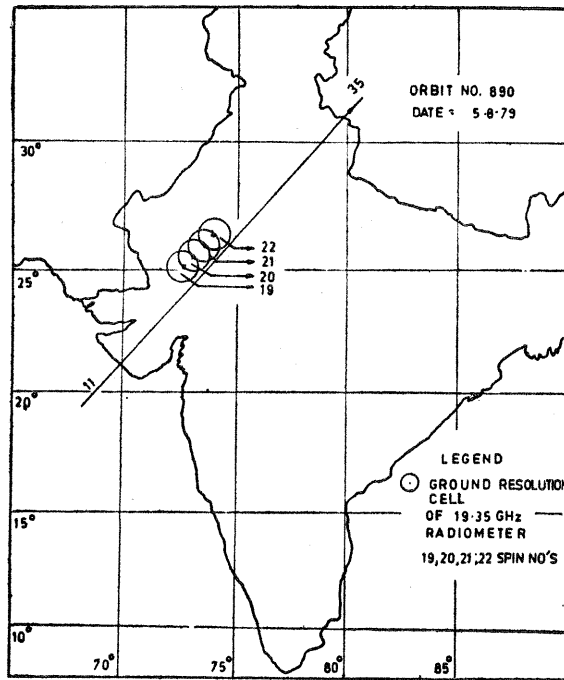 35
ORBIT NO. 890
DATE: 5-8-79
30°
22
21
20
19
25°
11
20°
LEGEND
GROUND RESOLUTION
CELL
OF 19·35 GHz
RADIOMETER
19,20,21,22 SPIN NO'S
15°
10°
70°
75°
80°
85°